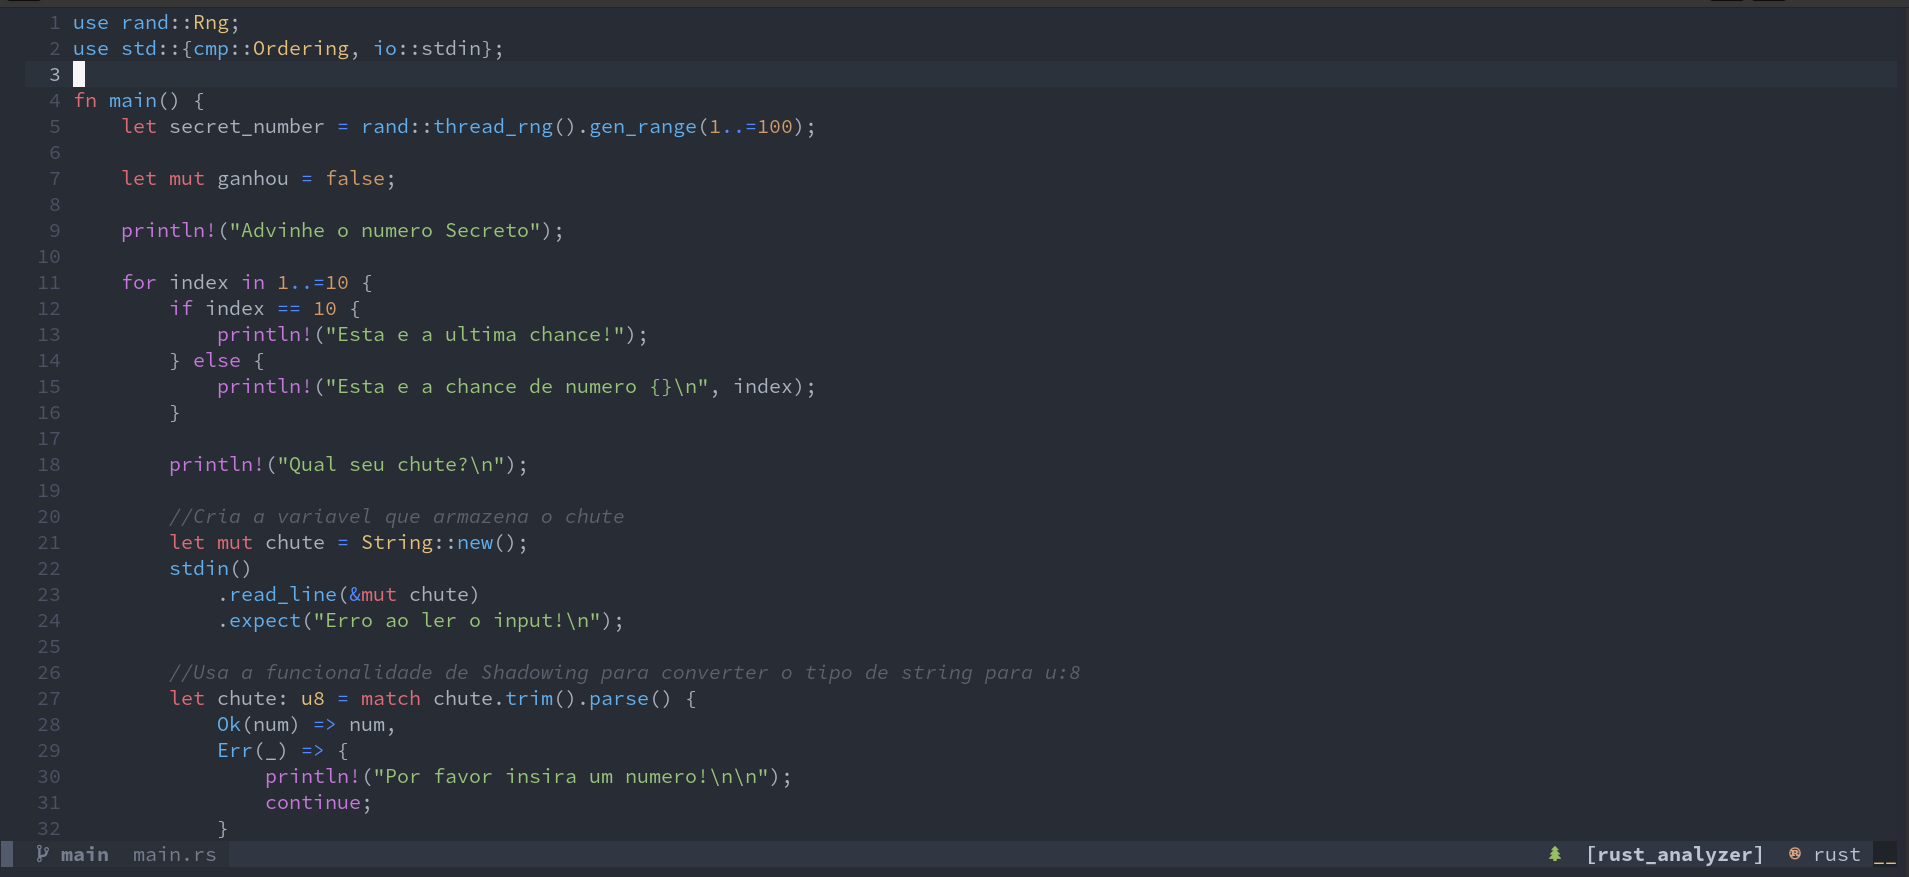 1 use rand::Rng;
2 use std::{cmp::Ordering, io::stdin};
3
4 fn main() {
5     let secret_number = rand::thread_rng().gen_range(1..=100);
6
7     let mut ganhou = false;
8
9     println!("Advinhe o numero Secreto");
10
11     for index in 1..=10 {
12         if index == 10 {
13             println!("Esta e a ultima chance!");
14         } else {
15             println!("Esta e a chance de numero {}\n", index);
16         }
17
18         println!("Qual seu chute?\n");
19
20         //Cria a variavel que armazena o chute
21         let mut chute = String::new();
22         stdin()
23             .read_line(&mut chute)
24             .expect("Erro ao ler o input!\n");
25
26         //Usa a funcionalidade de Shadowing para converter o tipo de string para u:8
27         let chute: u8 = match chute.trim().parse() {
28             Ok(num) => num,
29             Err(_) => {
30                 println!("Por favor insira um numero!\n\n");
31                 continue;
32             }
main main.rs [rust_analyzer] ® rust __